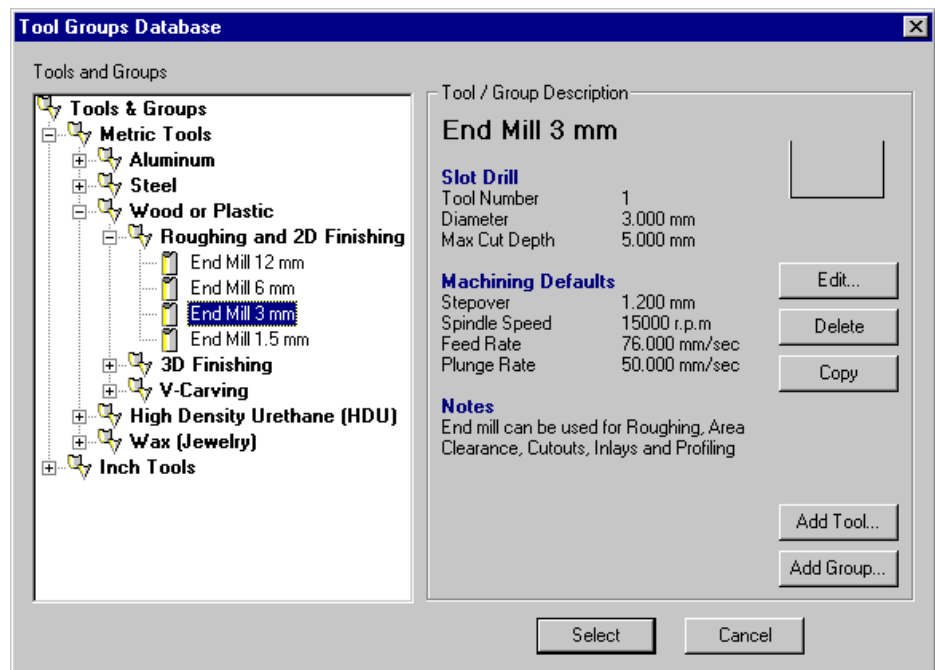 Tool Groups Database
Tools and Groups
Tools & Groups
Metric Tools
Aluminum
Steel
Wood or Plastic
Roughing and 2D Finishing
End Mill 12 mm
End Mill 6 mm
End Mill 3 mm
End Mill 1.5 mm
3D Finishing
V-Carving
High Density Urethane (HDU)
Wax (Jewelry)
Inch Tools
Tool / Group Description
End Mill 3 mm
Slot Drill
Tool Number 1
Diameter 3.000 mm
Max Cut Depth 5.000 mm
Machining Defaults
Stepover 1.200 mm
Spindle Speed 15000 r.p.m
Feed Rate 76.000 mm/sec
Plunge Rate 50.000 mm/sec
Notes
End mill can be used for Roughing, Area
Clearance, Cutouts, Inlays and Profiling
Edit...
Delete
Copy
Add Tool...
Add Group...
Select
Cancel